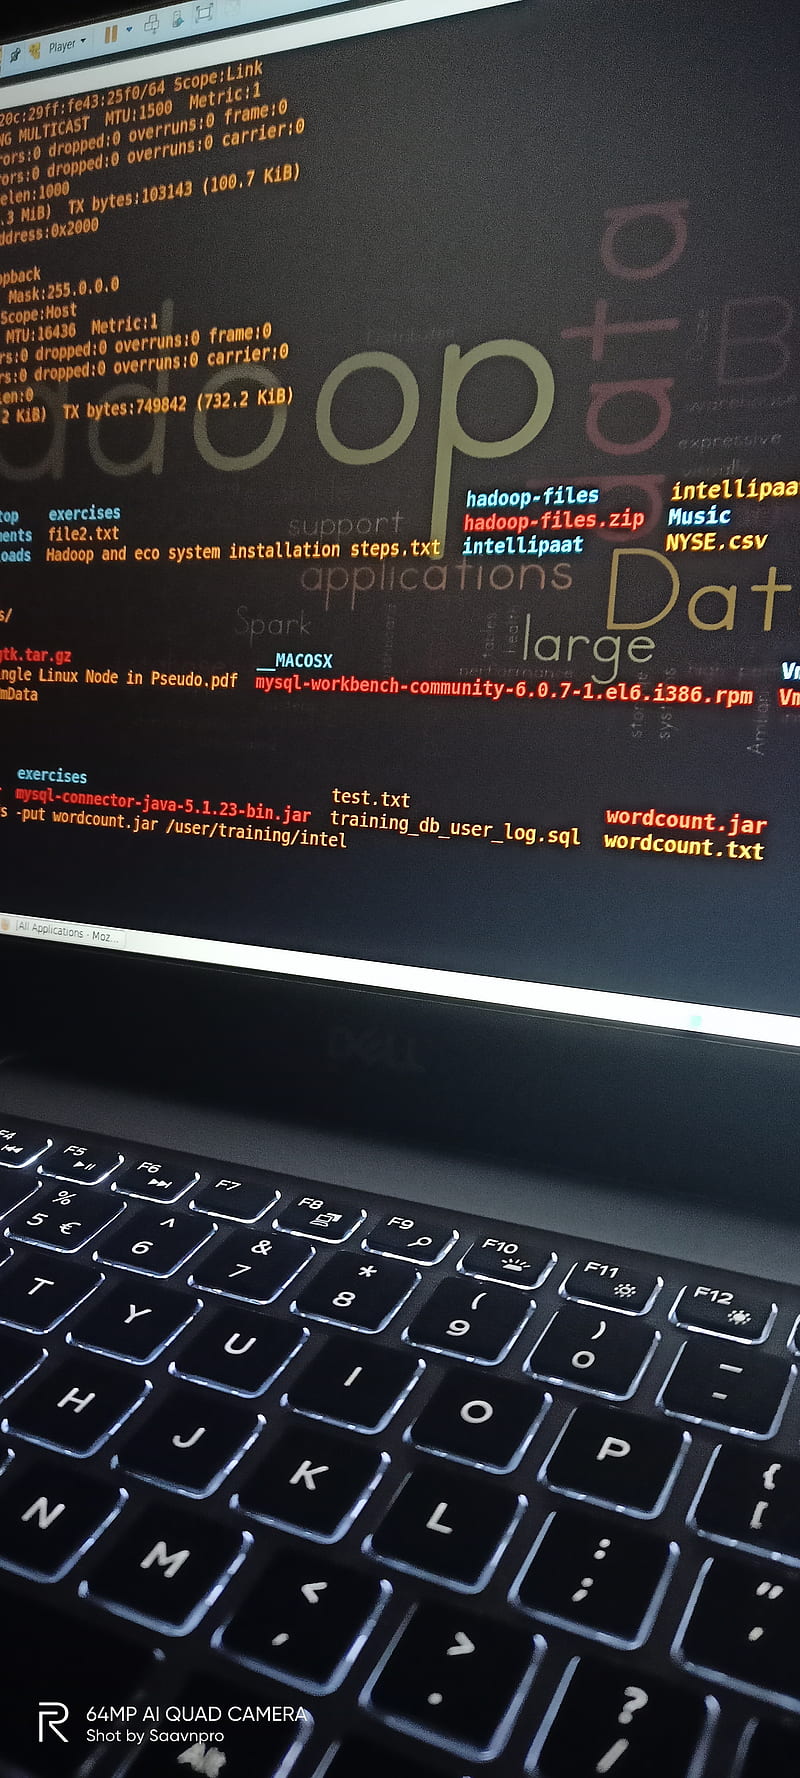 Player
20c:29ff:fe43:25f0/64 Scope:Link
NG MULTICAST MTU:1500 Metric:1
rors:0 dropped:0 overruns:0 frame:0
rors:0 dropped:0 overruns:0 carrier:0
elen:1000
.3 MiB) TX bytes:103143 (100.7 KiB)
ddress:0x2000
opback
Mask:255.0.0.0
Scope:Host
MTU:16436 Metric:1
rs:0 dropped:0 overruns:0 frame:0
rs:0 dropped:0 overruns:0 carrier:0
len:0
2 KiB) TX bytes:749842 (732.2 KiB)
adoop
data
B
expressive
visually
top exercises hadoop-files intellipaa
ments file2.txt hadoop-files.zip Music
loads Hadoop and eco system installation steps.txt intellipaat NYSE.csv
support
applications
Dat
Spark
large
s/
gtk.tar.gz __MACOSX
ngle Linux Node in Pseudo.pdf mysql-workbench-community-6.0.7-1.el6.i386.rpm
mData
exercises test.txt wordcount.jar
mysql-connector-java-5.1.23-bin.jar training_db_user_log.sql wordcount.txt
s -put wordcount.jar /user/training/intel
All Applications - Moz...
DELL
F4 F5 F6 F7 F8 F9 F10 F11 F12
% ^ & * ( ) _
5 € 6 7 8 9 0 -
T Y U I O P { [
H J K L : ; " '
N M < , > . ? /
Alt
R
64MP AI QUAD CAMERA
Shot by Saavnpro